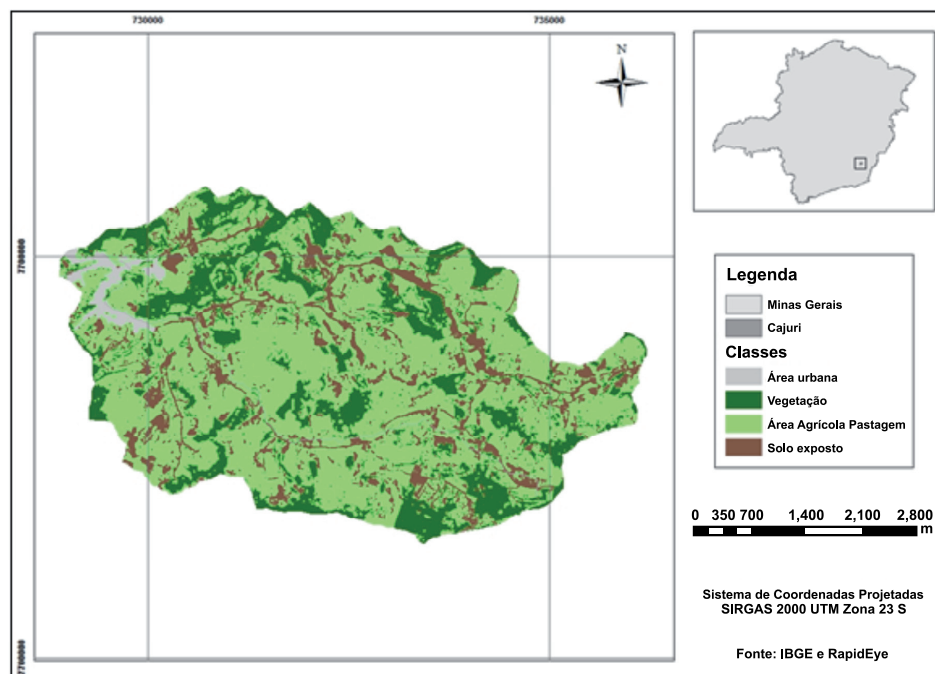 730000
735000
N
Legenda
Minas Gerais
Cajuri
Classes
Área urbana
Vegetação
Área Agrícola Pastagem
Solo exposto
0 350 700 1,400 2,100 2,800
m
Sistema de Coordenadas Projetadas
SIRGAS 2000 UTM Zona 23 S
Fonte: IBGE e RapidEye